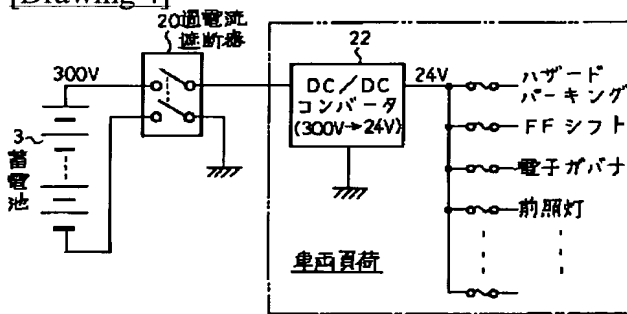 [Drawing 4]
20過電流
遮断器
22
300V
DC/DC
コンバータ
(300V→24V)
24V
ハザード
パーキング
FFシフト
電子ガバナ
前照灯
3
蓄電池
車両負荷